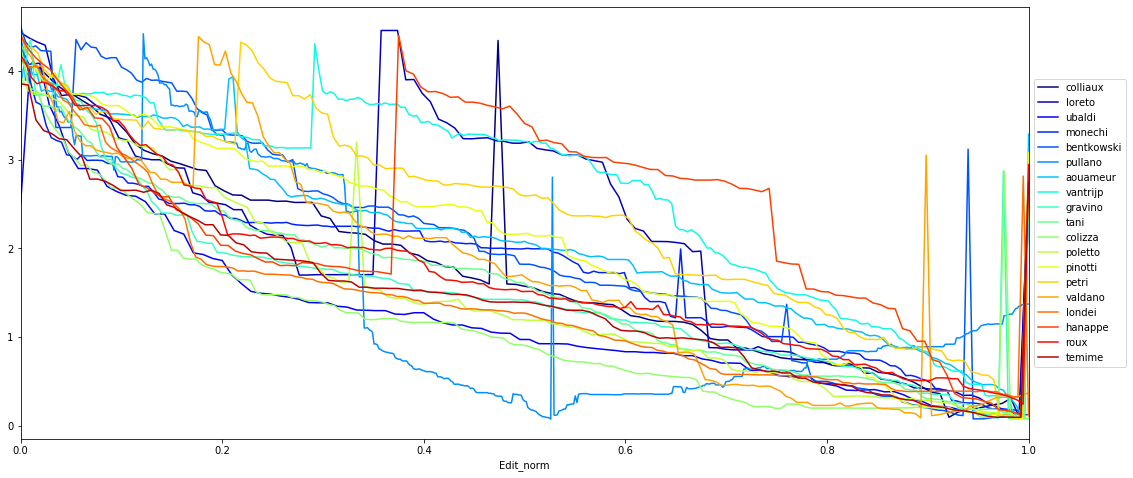 4
3
2
1
0
0.0 0.2 0.4 0.6 0.8 1.0
Edit_norm
colliaux
loreto
ubaldi
monechi
bentkowski
pullano
aouameur
vantrijp
gravino
tani
colizza
poletto
pinotti
petri
valdano
londei
hanappe
roux
temime